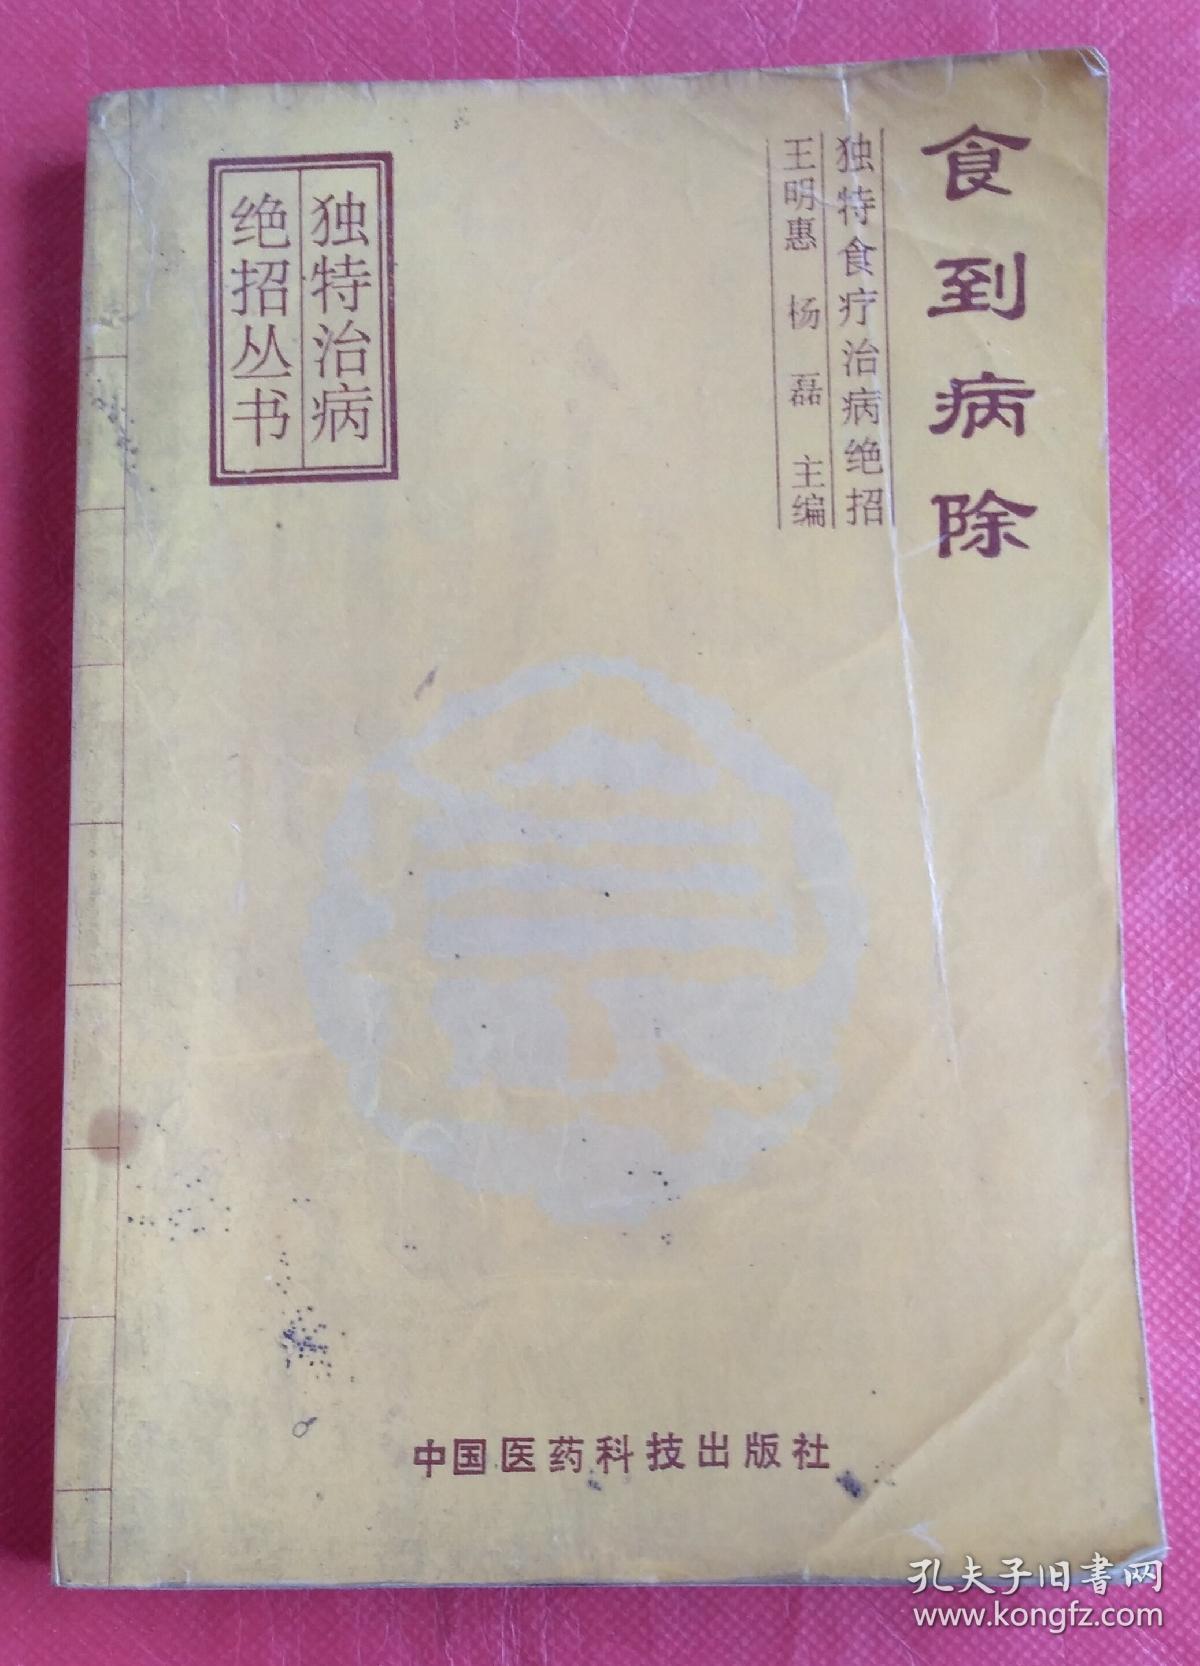 食到病除
独特食疗治病绝招
王明惠 杨磊 主编
独特治病
绝招丛书
中国医药科技出版社
孔夫子旧書网
www.kongfz.com